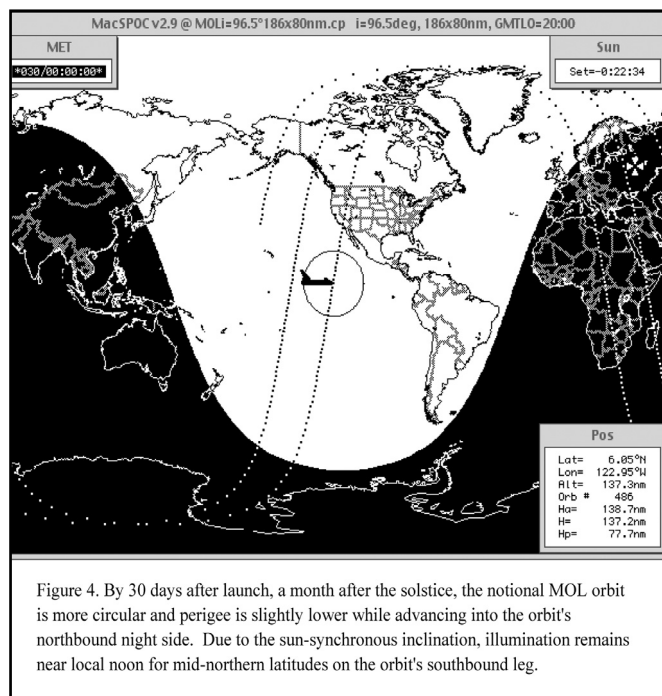 MacSPOC v2.9 @ MOLi=96.5°186x80nm.cp i=96.5deg, 186x80nm, GMTLO=20:00
MET
*030/00:00:00*
Sun
Set=-0:22:34
Pos
Lat= 6.05°N
Lon= 122.95°W
Alt= 137.3nm
Orb # 486
Ha= 138.7nm
H= 137.2nm
Hp= 77.7nm
Figure 4. By 30 days after launch, a month after the solstice, the notional MOL orbit
is more circular and perigee is slightly lower while advancing into the orbit's
northbound night side. Due to the sun-synchronous inclination, illumination remains
near local noon for mid-northern latitudes on the orbit's southbound leg.